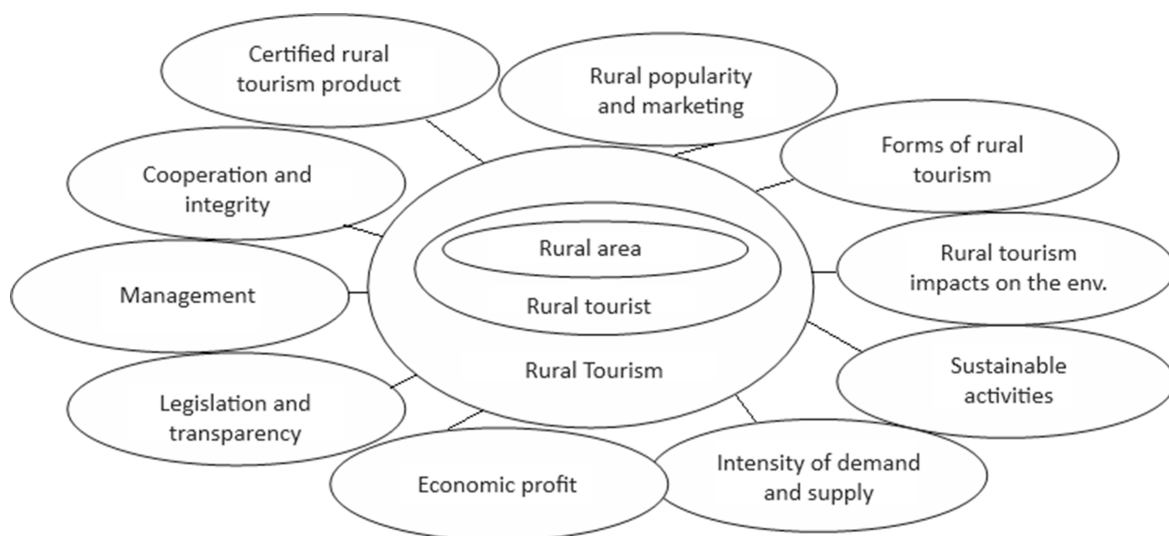 Certified rural
tourism product
Rural popularity
and marketing
Forms of rural
tourism
Cooperation and
integrity
Rural area
Rural tourism
impacts on the env.
Management
Rural tourist
Rural Tourism
Sustainable
activities
Legislation and
transparency
Economic profit
Intensity of demand
and supply